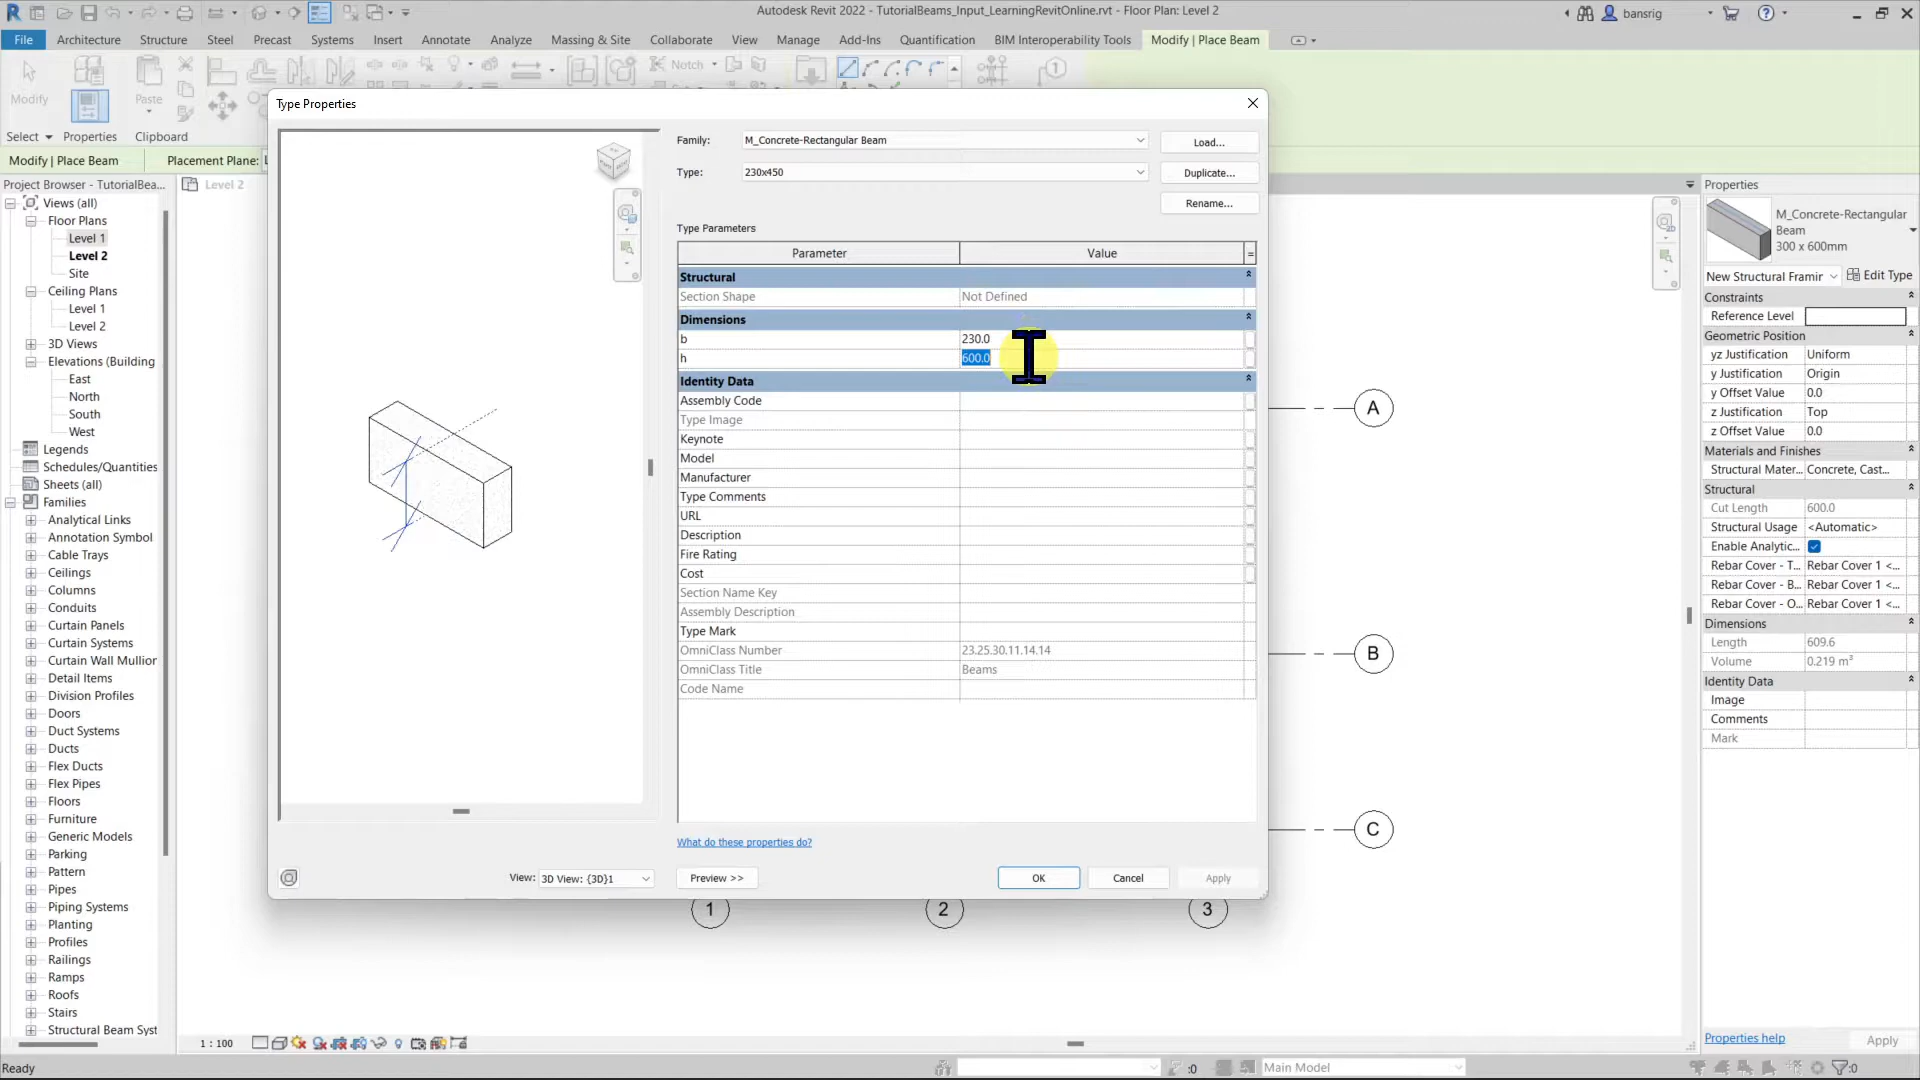 Autodesk Revit 2022 - TutorialBeams_Input_LearningRevitOnline.rvt - Floor Plan: Level 2
bansrig
File Architecture Structure Steel Precast Systems Insert Annotate Analyze Massing & Site Collaborate View Manage Add-Ins Quantification BIM Interoperability Tools Modify | Place Beam
Notch
Modify Paste
Select Properties Clipboard
Modify | Place Beam Placement Plane:
Project Browser - TutorialBea...
Views (all)
Floor Plans
Level 1
Level 2
Site
Ceiling Plans
Level 1
Level 2
3D Views
Elevations (Building
East
North
South
West
Legends
Schedules/Quantities
Sheets (all)
Families
Analytical Links
Annotation Symbol
Cable Trays
Ceilings
Columns
Conduits
Curtain Panels
Curtain Systems
Curtain Wall Mullion
Detail Items
Division Profiles
Doors
Duct Systems
Ducts
Flex Ducts
Flex Pipes
Floors
Furniture
Generic Models
Parking
Pattern
Pipes
Piping Systems
Planting
Profiles
Railings
Ramps
Roofs
Stairs
Structural Beam Syst
Level 2
Type Properties
Family: M_Concrete-Rectangular Beam Load...
Type: 230x450 Duplicate...
Rename...
Type Parameters
Parameter Value =
Structural
Section Shape Not Defined
Dimensions
b 230.0
h 600.0
Identity Data
Assembly Code
Type Image
Keynote
Model
Manufacturer
Type Comments
URL
Description
Fire Rating
Cost
Section Name Key
Assembly Description
Type Mark
OmniClass Number 23.25.30.11.14.14
OmniClass Title Beams
Code Name
What do these properties do?
View: 3D View: {3D}1 Preview >> OK Cancel Apply
A
B
C
1 2 3
Properties
M_Concrete-Rectangular
Beam
300 x 600mm
New Structural Framir Edit Type
Constraints
Reference Level
Geometric Position
yz Justification Uniform
y Justification Origin
y Offset Value 0.0
z Justification Top
z Offset Value 0.0
Materials and Finishes
Structural Mater... Concrete, Cast...
Structural
Cut Length 600.0
Structural Usage <Automatic>
Enable Analytic...
Rebar Cover - T... Rebar Cover 1 <...
Rebar Cover - B... Rebar Cover 1 <...
Rebar Cover - O... Rebar Cover 1 <...
Dimensions
Length 609.6
Volume 0.219 m³
Identity Data
Image
Comments
Mark
Properties help Apply
1 : 100
Ready :0 Main Model :0